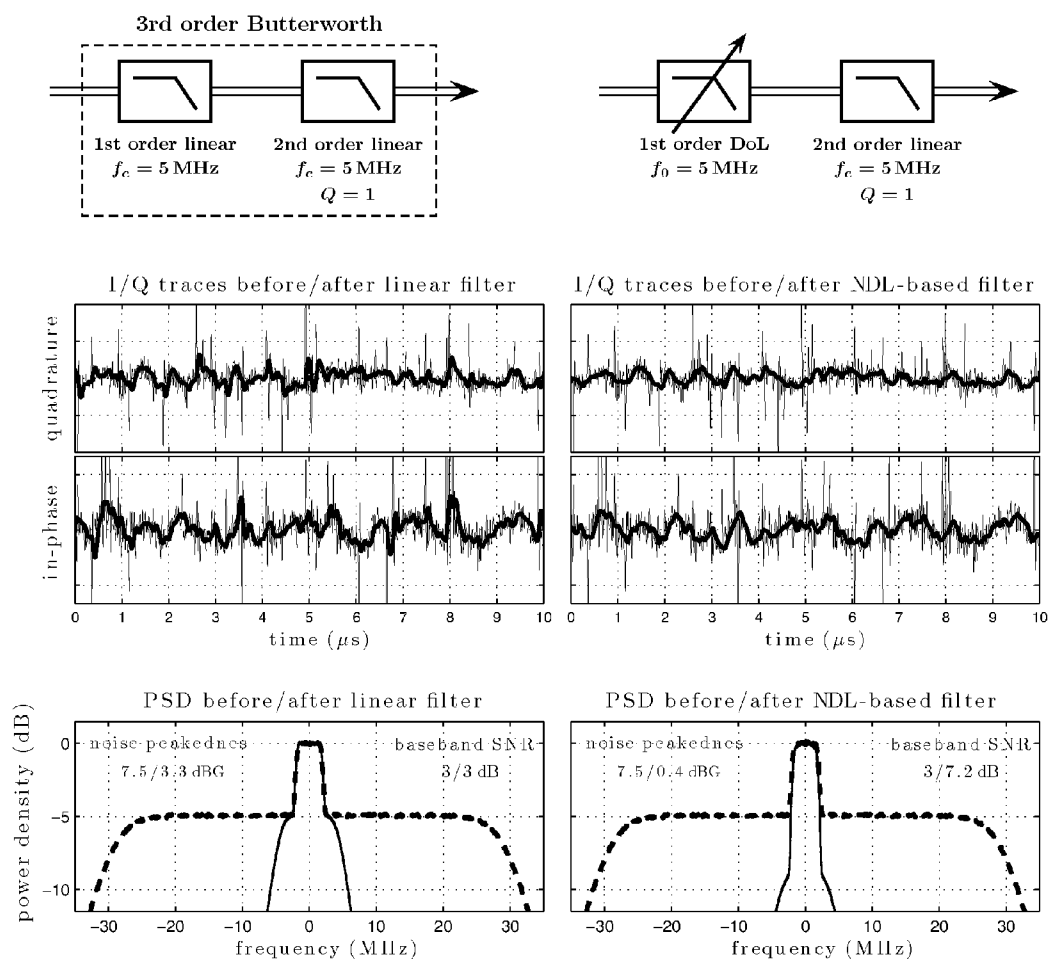 3rd order Butterworth
1st order linear
f_c = 5 MHz
2nd order linear
f_c = 5 MHz
Q = 1
1st order DoL
f_0 = 5 MHz
2nd order linear
f_c = 5 MHz
Q = 1
I/Q traces before/after linear filter
I/Q traces before/after NDL-based filter
quadrature
in-phase
0 1 2 3 4 5 6 7 8 9 10
time (μs)
0 1 2 3 4 5 6 7 8 9 10
time (μs)
PSD before/after linear filter
PSD before/after NDL-based filter
power density (dB)
0
−5
−10
noise peakednes
7.5/3.3 dBG
baseband SNR
3/3 dB
−30 −20 −10 0 10 20 30
frequency (MHz)
0
−5
−10
noise peakednes
7.5/0.4 dBG
baseband SNR
3/7.2 dB
−30 −20 −10 0 10 20 30
frequency (MHz)